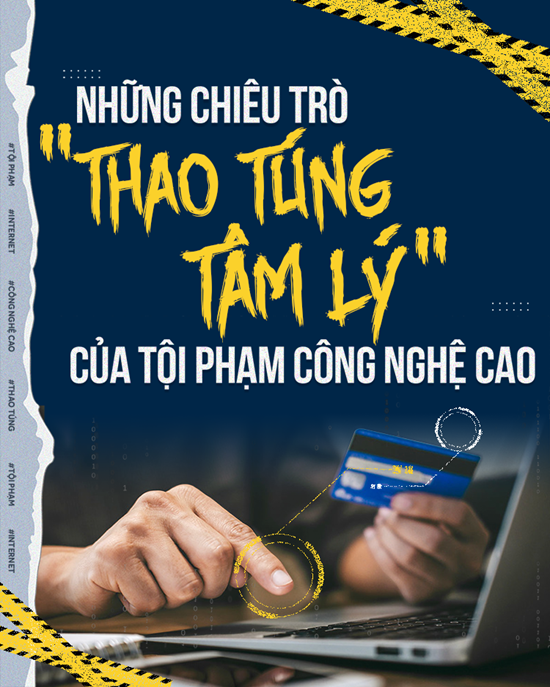 NHỮNG CHIÊU TRÒ
"THAO TÚNG
TÂM LÝ"
CỦA TỘI PHẠM CÔNG NGHỆ CAO
#TỘI PHẠM
#INTERNET
#CÔNG NGHỆ CAO
#THAO TÚNG
#TỘI PHẠM
#INTERNET